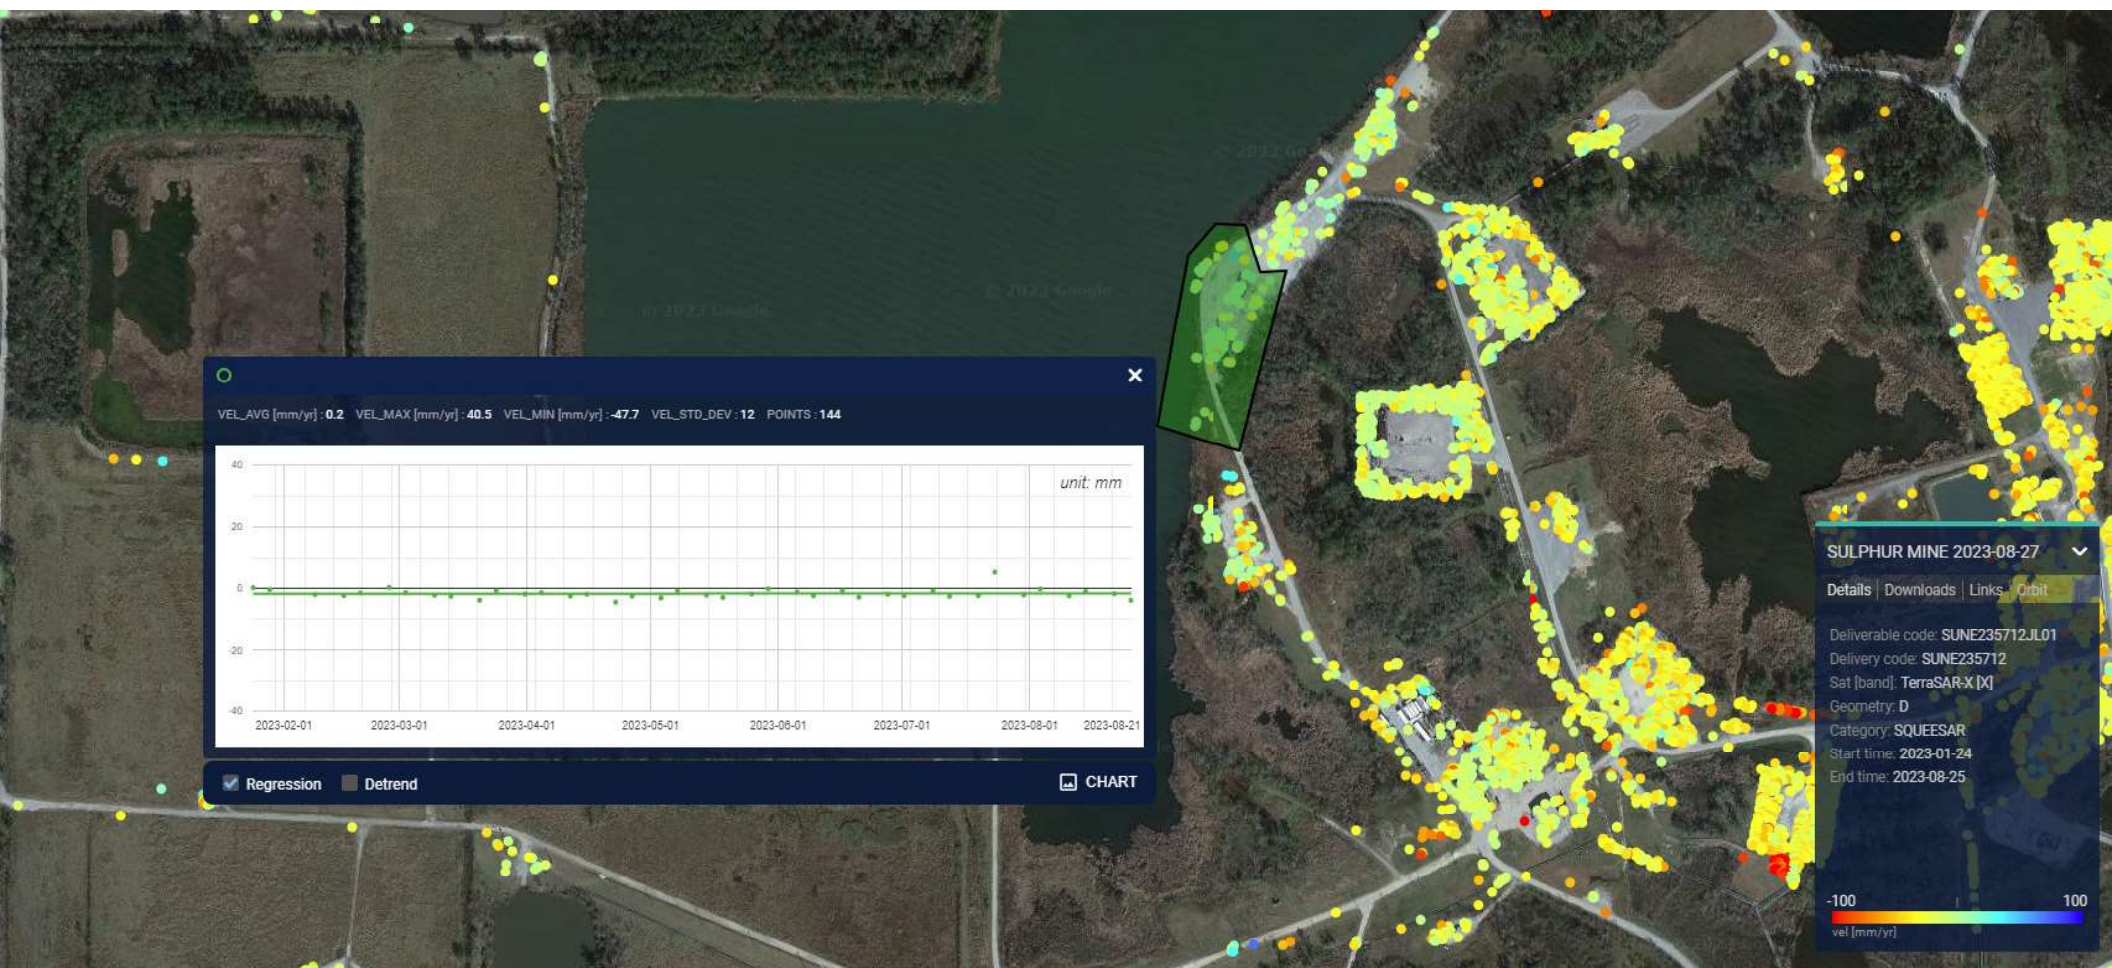 © 2023 Google
© 2023 Google
VEL_AVG [mm/yr] : 0.2 VEL_MAX [mm/yr] : 40.5 VEL_MIN [mm/yr] : -47.7 VEL_STD_DEV : 12 POINTS : 144
unit: mm
40
20
0
-20
-40
2023-02-01 2023-03-01 2023-04-01 2023-05-01 2023-06-01 2023-07-01 2023-08-01 2023-08-21
Regression Detrend CHART
SULPHUR MINE 2023-08-27
Details | Downloads | Links | Orbit
Deliverable code: SUNE235712JL01
Delivery code: SUNE235712
Sat [band]: TerraSAR-X [X]
Geometry: D
Category: SQUEESAR
Start time: 2023-01-24
End time: 2023-08-25
-100 100
vel [mm/yr]